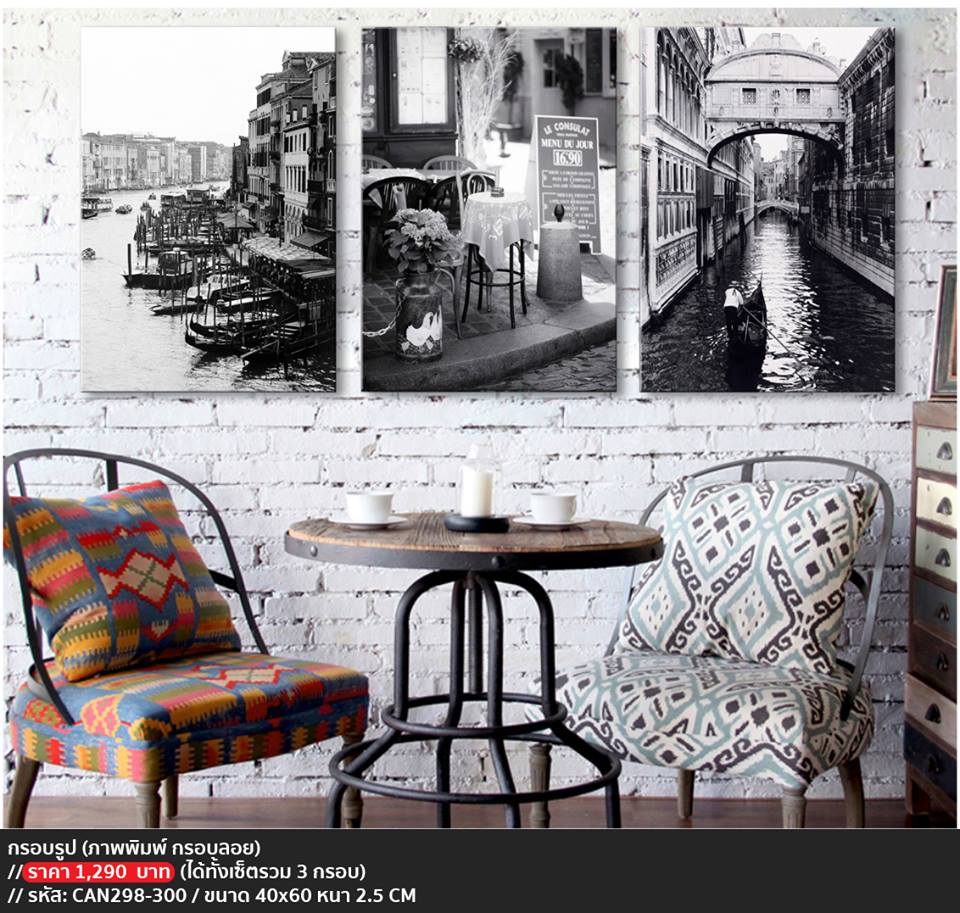 LE CONSULAT
MENU DU JOUR
16.90
กรอบรูป (ภาพพิมพ์ กรอบลอย)
// ราคา 1,290 บาท (ได้ทั้งเซ็ตรวม 3 กรอบ)
// รหัส: CAN298-300 / ขนาด 40x60 หนา 2.5 CM